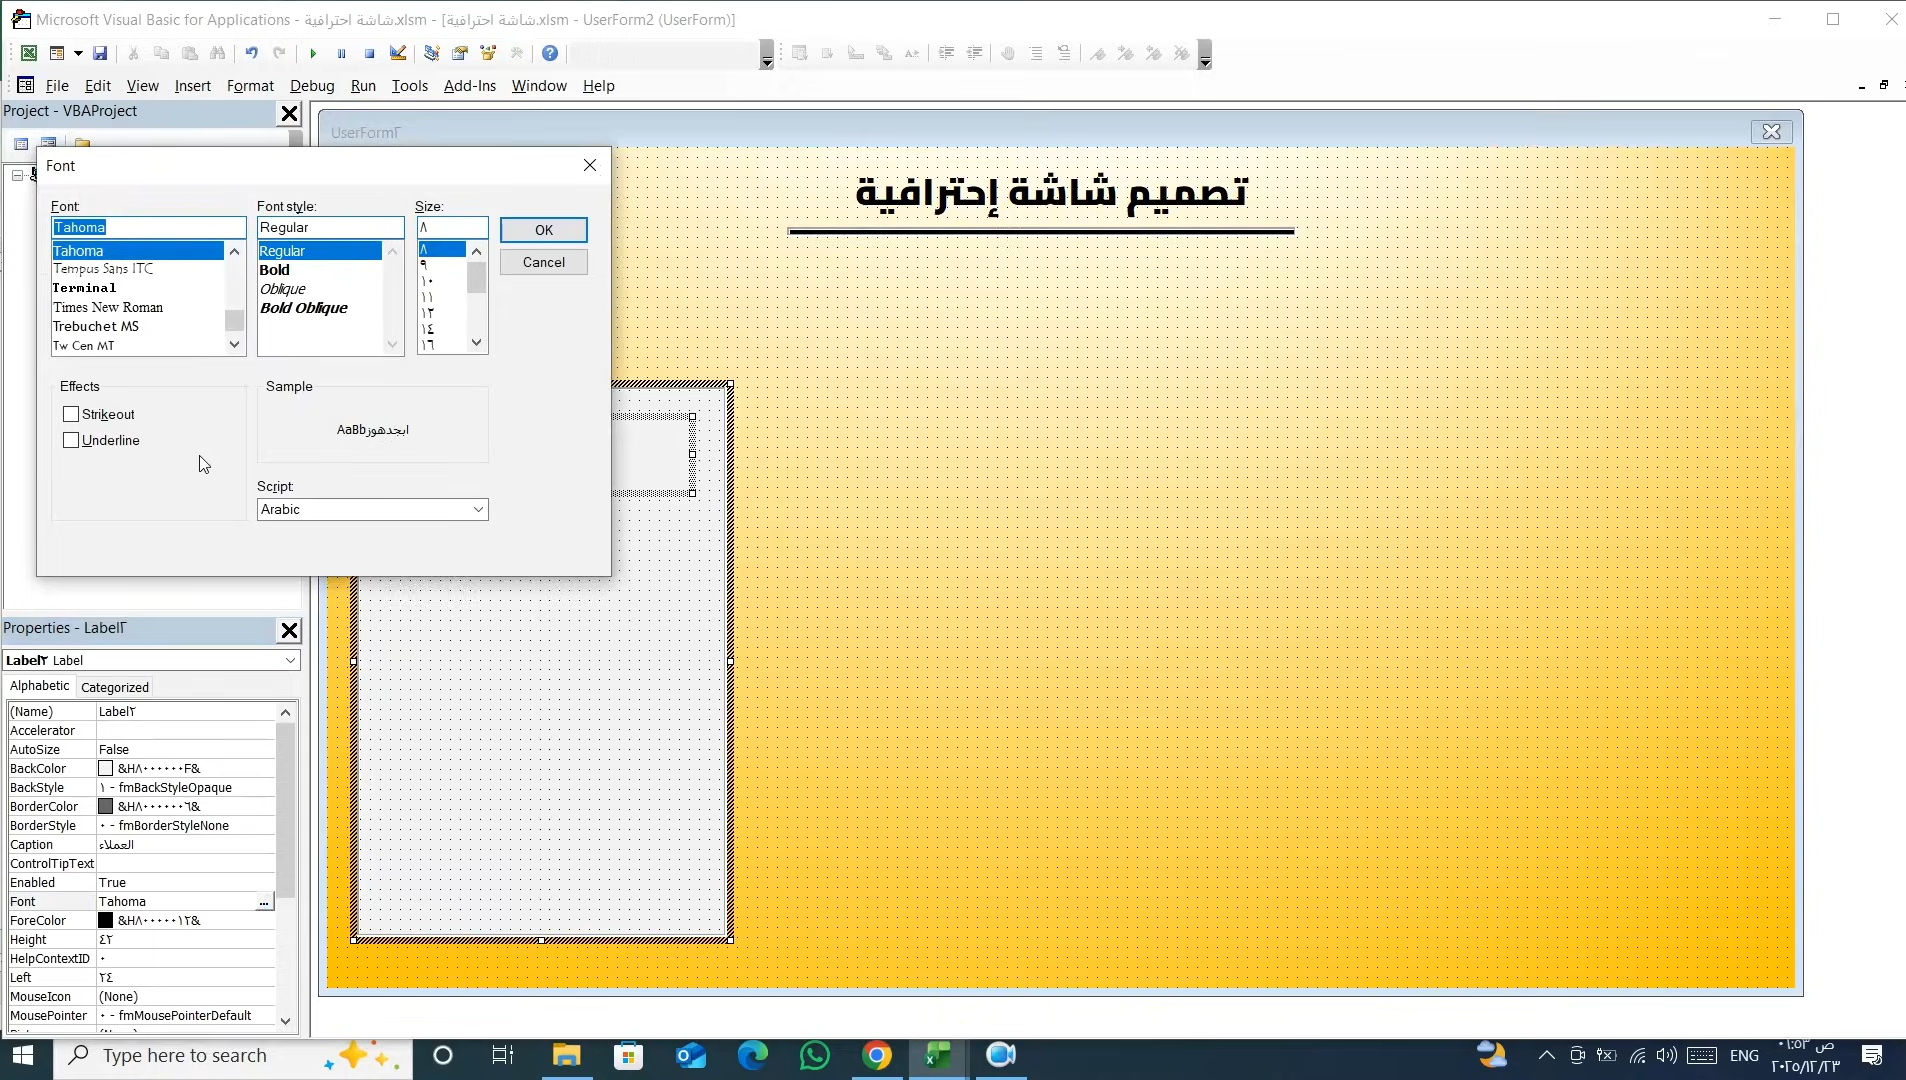 Microsoft Visual Basic for Applications - شاشة احترافية.xlsm - [شاشة احترافية.xlsm - UserForm2 (UserForm)]
File Edit View Insert Format Debug Run Tools Add-Ins Window Help
Project - VBAProject
UserForm٢
Font
تصميم شاشة إحترافية
Font:
Font style:
Size:
Tahoma
Regular
٨
OK
Cancel
Tahoma
Tempus Sans ITC
Terminal
Times New Roman
Trebuchet MS
Tw Cen MT
Regular
Bold
Oblique
Bold Oblique
٨
٩
١٠
١١
١٢
١٤
١٦
Effects
Strikeout
Underline
Sample
AaBbابجدهوز
Script:
Arabic
Properties - Label٢
Label٢ Label
Alphabetic Categorized
(Name) Label٢
Accelerator
AutoSize False
BackColor &H٨٠٠٠٠٠٠F&
BackStyle ١ - fmBackStyleOpaque
BorderColor &H٨٠٠٠٠٠٠٦&
BorderStyle ٠ - fmBorderStyleNone
Caption العملاء
ControlTipText
Enabled True
Font Tahoma ...
ForeColor &H٨٠٠٠٠٠١٢&
Height ٤٢
HelpContextID ٠
Left ٢٤
MouseIcon (None)
MousePointer ٠ - fmMousePointerDefault
Type here to search
ENG
٠٦:٥٣ ص
٢٠٢٥/١٢/٢٣